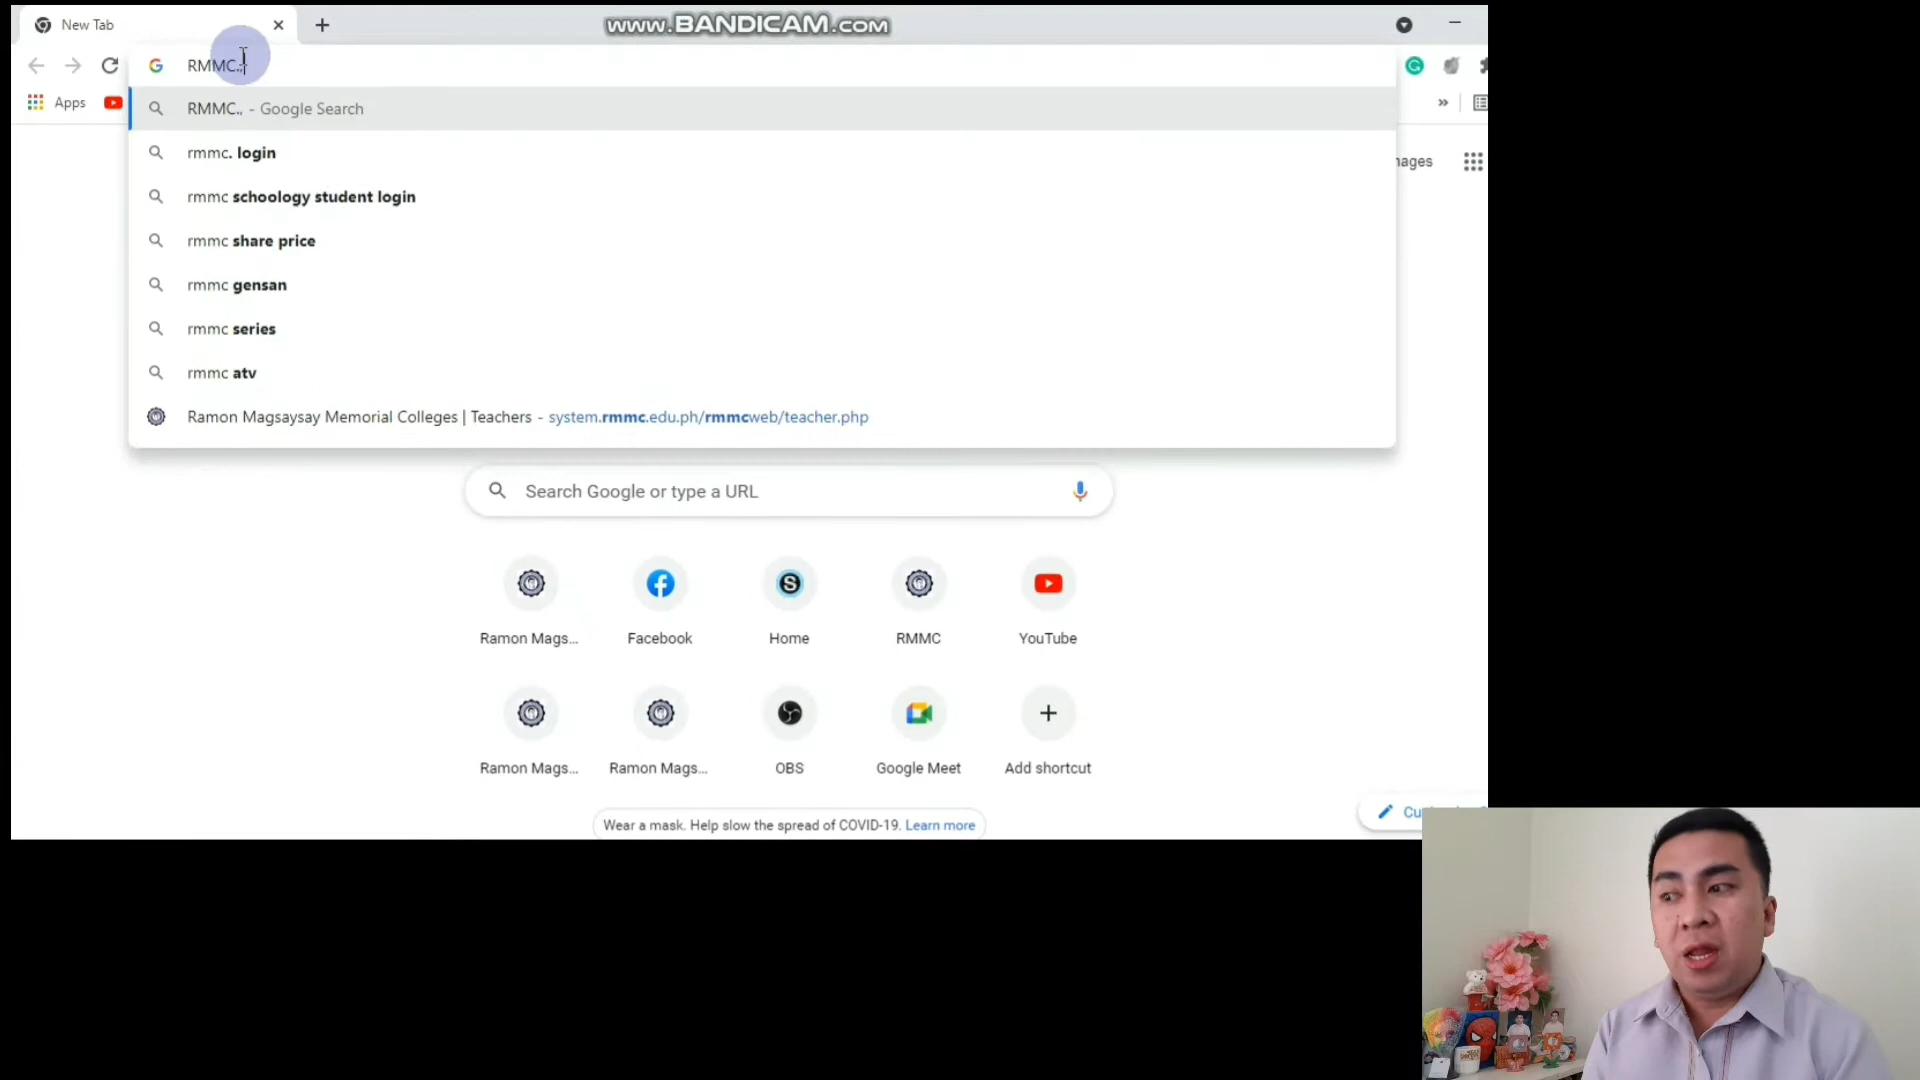 New Tab
www.BANDICAM.com
RMMC..
Apps
RMMC.. - Google Search
rmmc. login
rmmc schoology student login
rmmc share price
rmmc gensan
rmmc series
rmmc atv
Ramon Magsaysay Memorial Colleges | Teachers - system.rmmc.edu.ph/rmmcweb/teacher.php
Search Google or type a URL
Ramon Mags...
Facebook
Home
RMMC
YouTube
Ramon Mags...
Ramon Mags...
OBS
Google Meet
Add shortcut
Wear a mask. Help slow the spread of COVID-19. Learn more